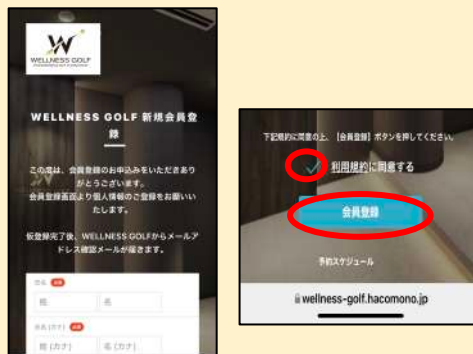 WELLNESS GOLF
WELLNESS GOLF 新規会員登
録
この度は、会員登録のお申込みをいただきあり
がとうございます。
会員登録画面より個人情報のご登録をお願いい
たします。
仮登録完了後、WELLNESS GOLFからメールア
ドレス確認メールが届きます。
氏名 必須
姓 名
氏名 (カナ) 必須
姓 (カナ) 名 (カナ)
下記規約に同意の上、【会員登録】ボタンを押してください。
利用規約に同意する
会員登録
予約スケジュール
wellness-golf.hacomono.jp